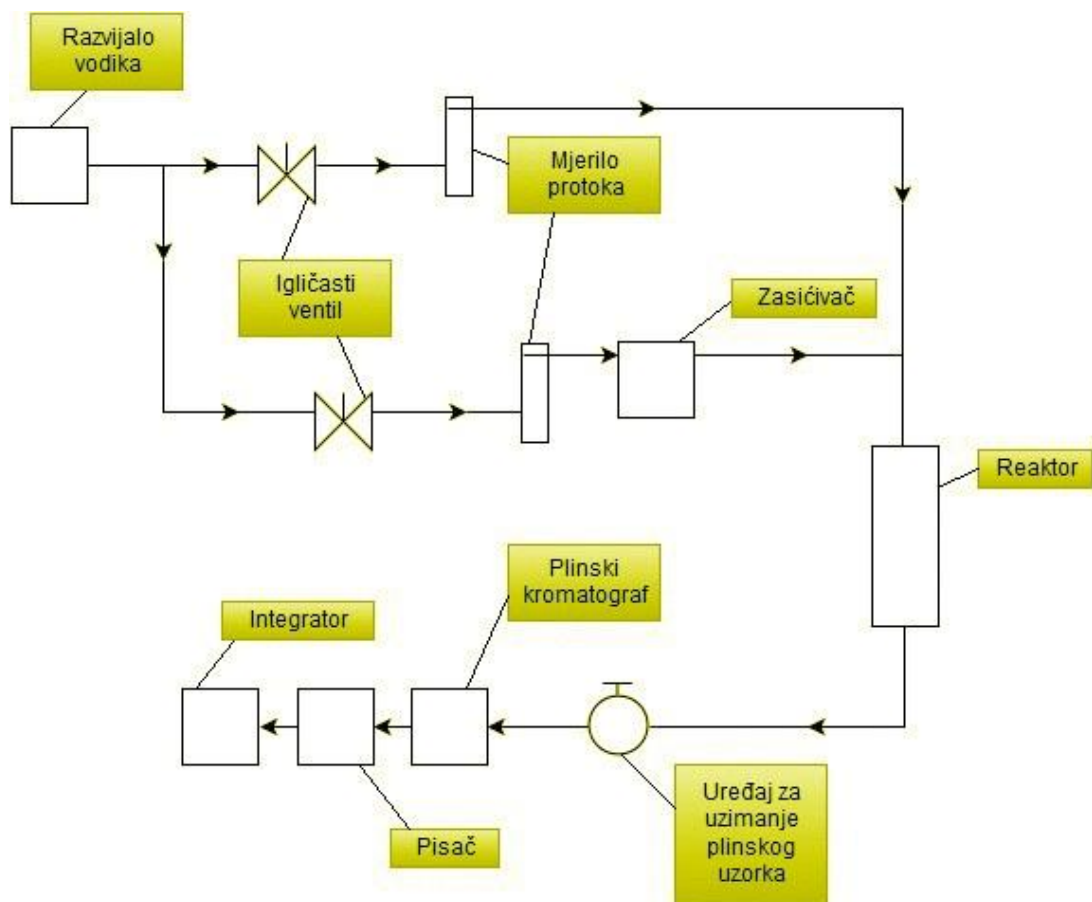 Razvijalo
vodika
Mjerilo
protoka
Igličasti
ventil
Zasićivač
Reaktor
Plinski
kromatograf
Integrator
Uređaj za
uzimanje
plinskog
uzorka
Pisač